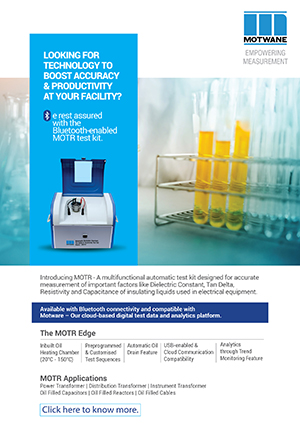 MOTWANE
EMPOWERING
MEASUREMENT
LOOKING FOR
TECHNOLOGY TO
BOOST ACCURACY
& PRODUCTIVITY
AT YOUR FACILITY?
e rest assured
with the
Bluetooth-enabled
MOTR test kit.
Introducing MOTR - A multifunctional automatic test kit designed for accurate
measurement of important factors like Dielectric Constant, Tan Delta,
Resistivity and Capacitance of insulating liquids used in electrical equipment.
Available with Bluetooth connectivity and compatible with
Motware – Our cloud-based digital test data and analytics platform.
The MOTR Edge
Inbuilt Oil
Heating Chamber
(20°C - 150°C)
Preprogrammed
& Customised
Test Sequences
Automatic Oil
Drain Feature
USB-enabled &
Cloud Communication
Compatibility
Analytics
through Trend
Monitoring Feature
MOTR Applications
Power Transformer | Distribution Transformer | Instrument Transformer
Oil Filled Capacitors | Oil Filled Reactors | Oil Filled Cables
Click here to know more.